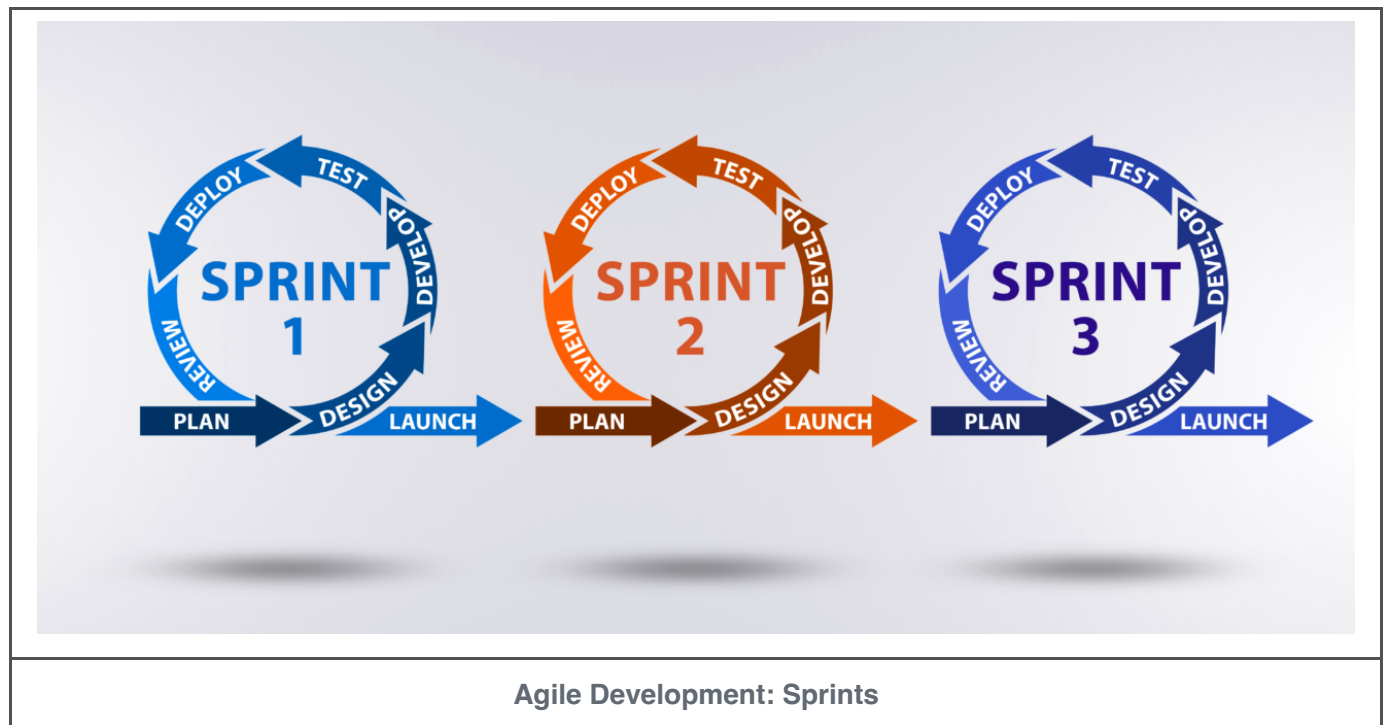 SPRINT
1
PLAN
DESIGN
DEVELOP
TEST
DEPLOY
REVIEW
LAUNCH
SPRINT
2
PLAN
DESIGN
DEVELOP
TEST
DEPLOY
REVIEW
LAUNCH
SPRINT
3
PLAN
DESIGN
DEVELOP
TEST
DEPLOY
REVIEW
LAUNCH
Agile Development: Sprints